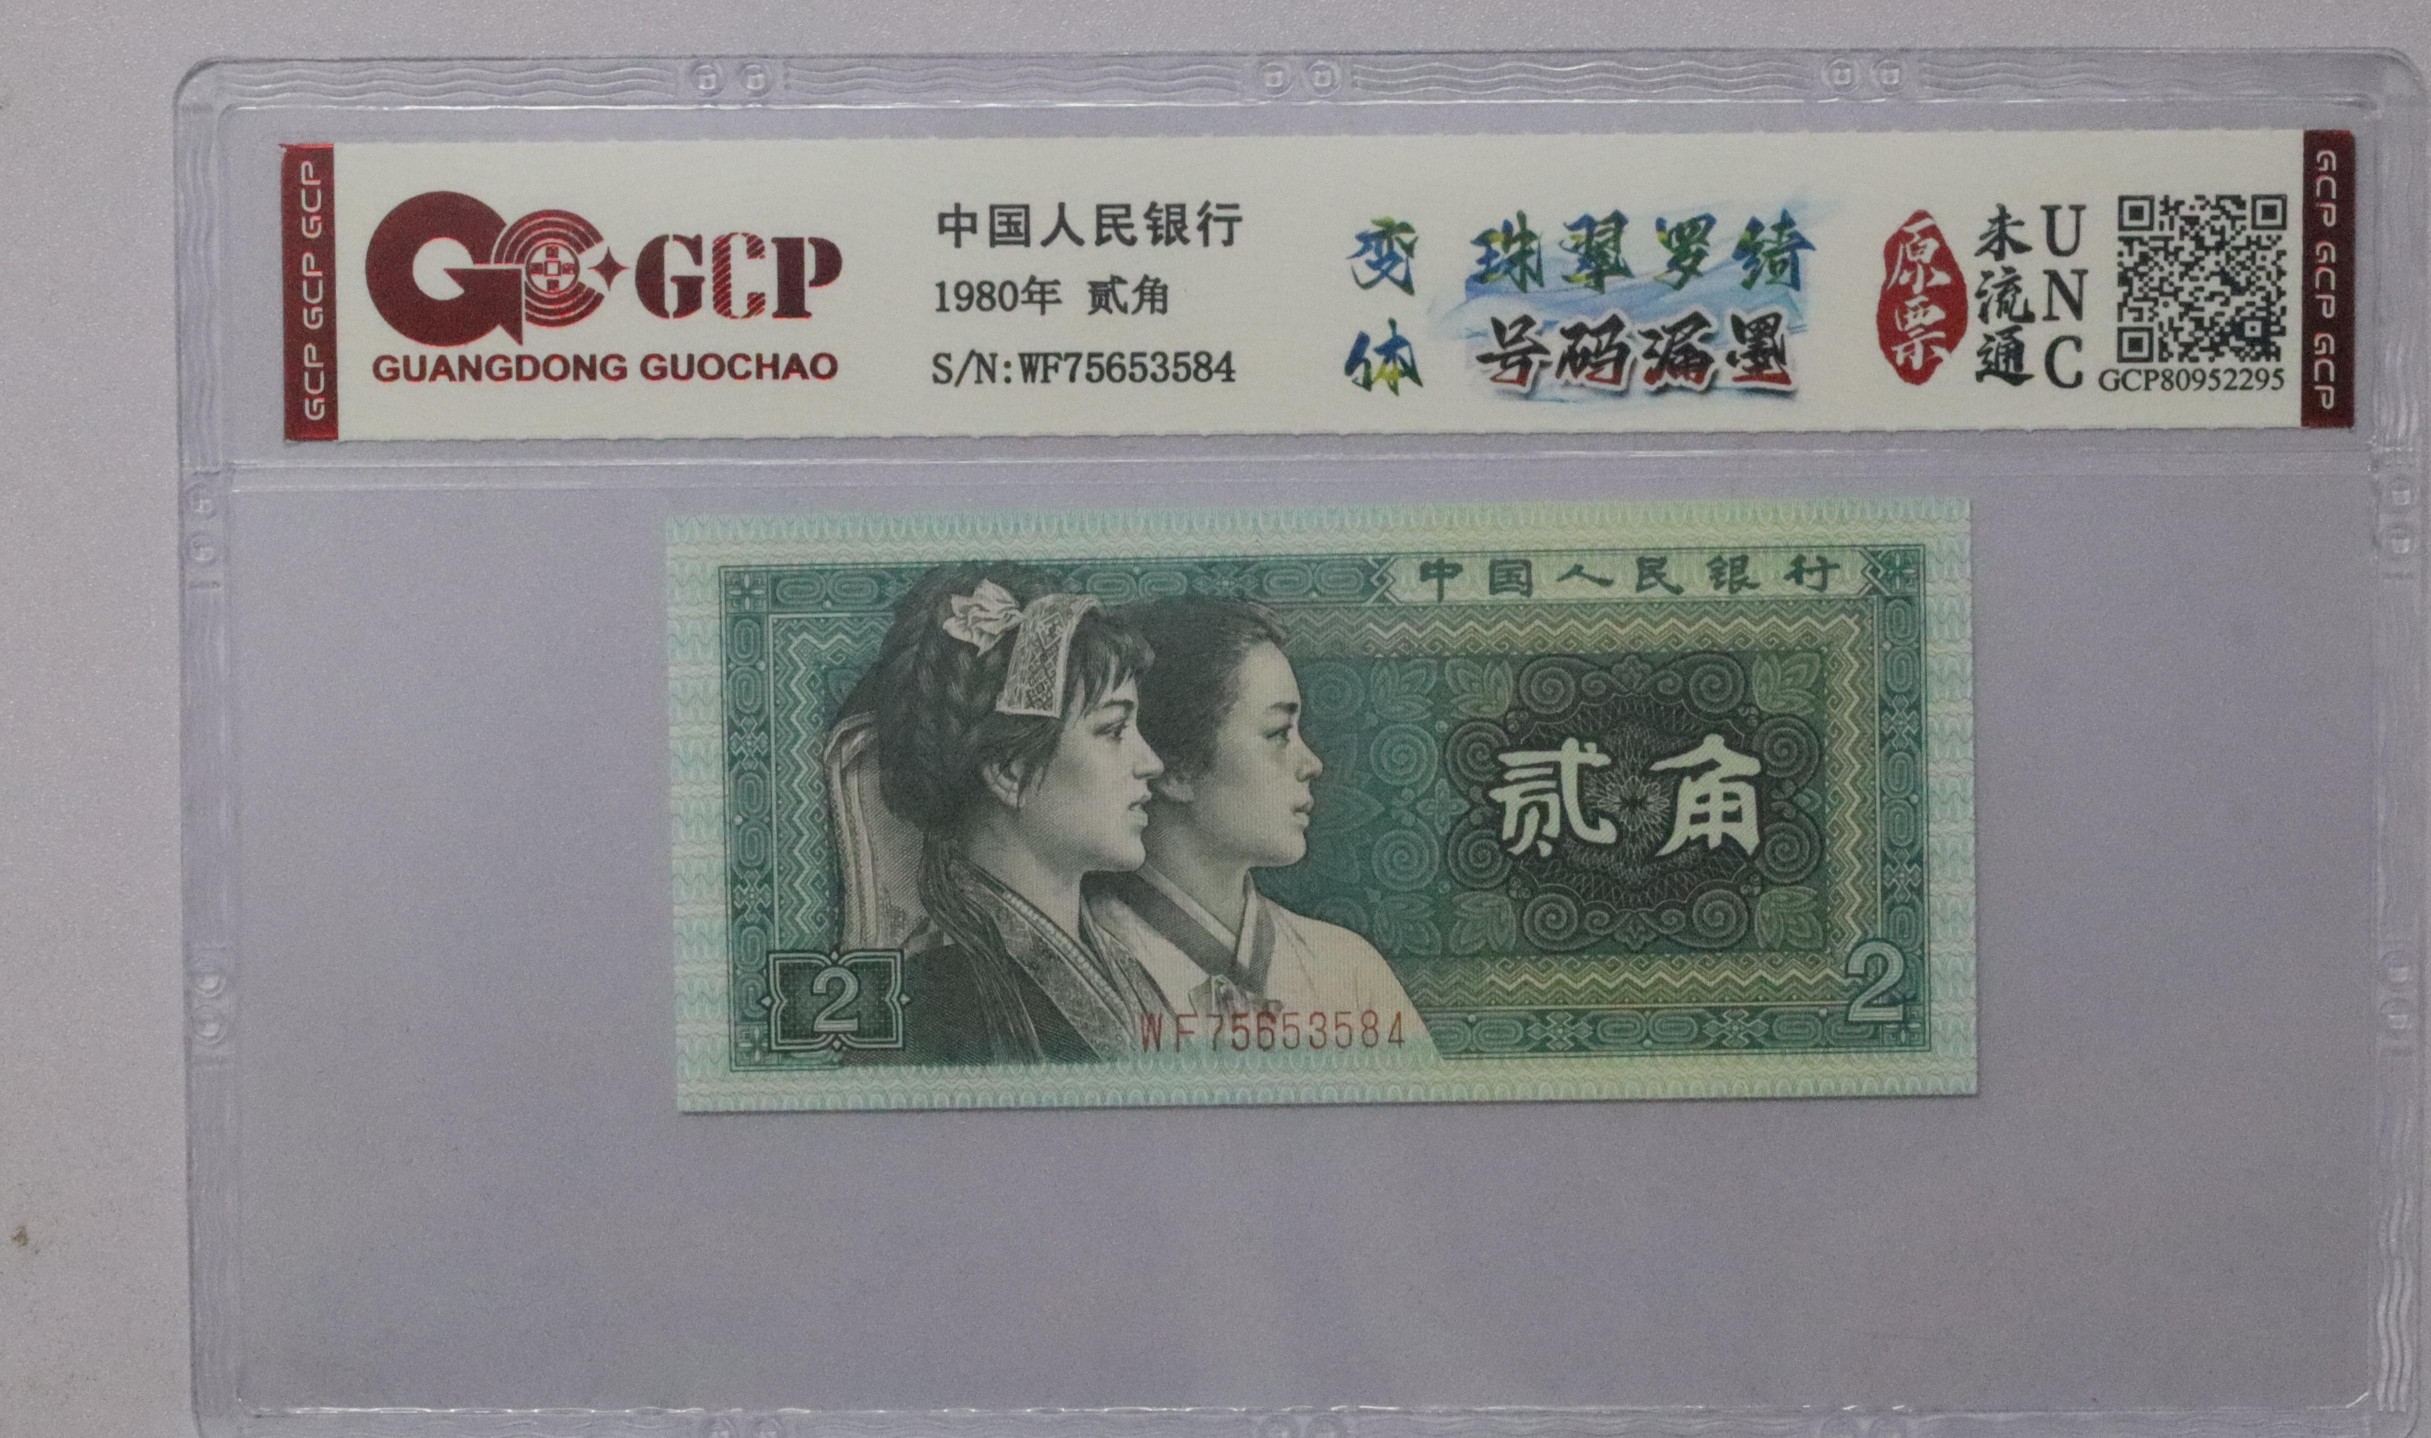 GCP GCP GCP
GCP
GUANGDONG GUOCHAO
中国人民银行
1980年 贰角
S/N:WF75653584
变体
珠翠罗绮
号码漏墨
原票
未流通
UNC
GCP80952295
GCP GCP GCP
中国人民银行
贰角
2
2
WF75653584